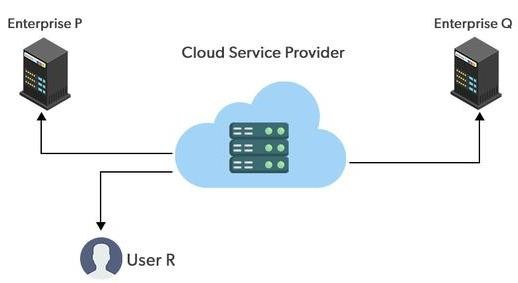 Enterprise P
Enterprise Q
Cloud Service Provider
User R